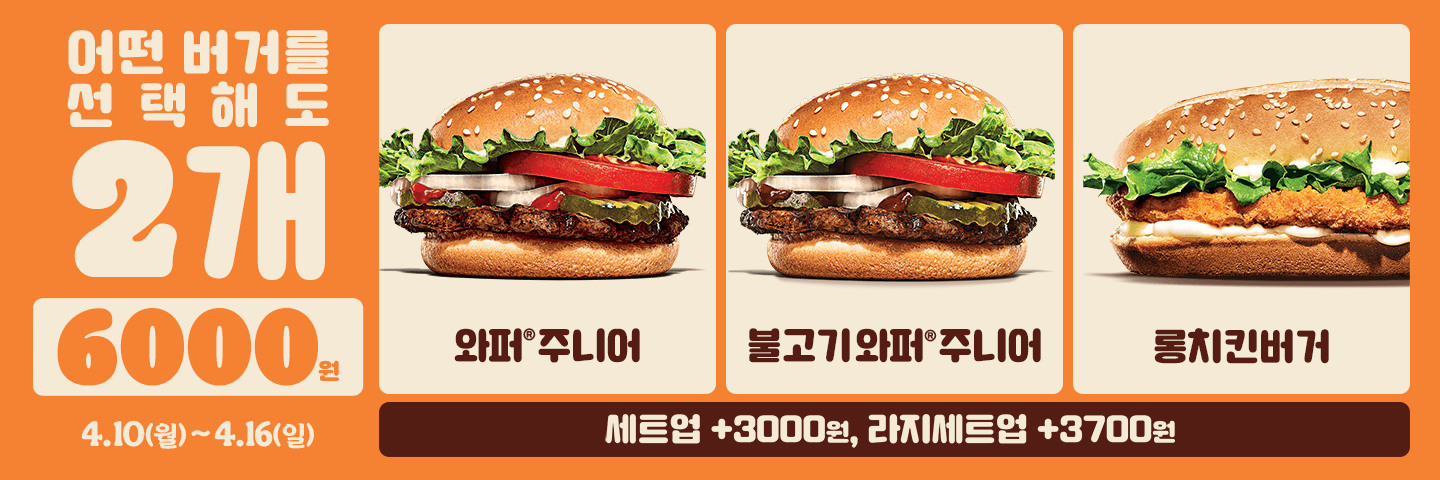 어떤 버거를
선택해도
2개
6000원
4.10(월)~4.16(일)
와퍼®주니어
불고기와퍼®주니어
롱치킨버거
세트업 +3000원, 라지세트업 +3700원